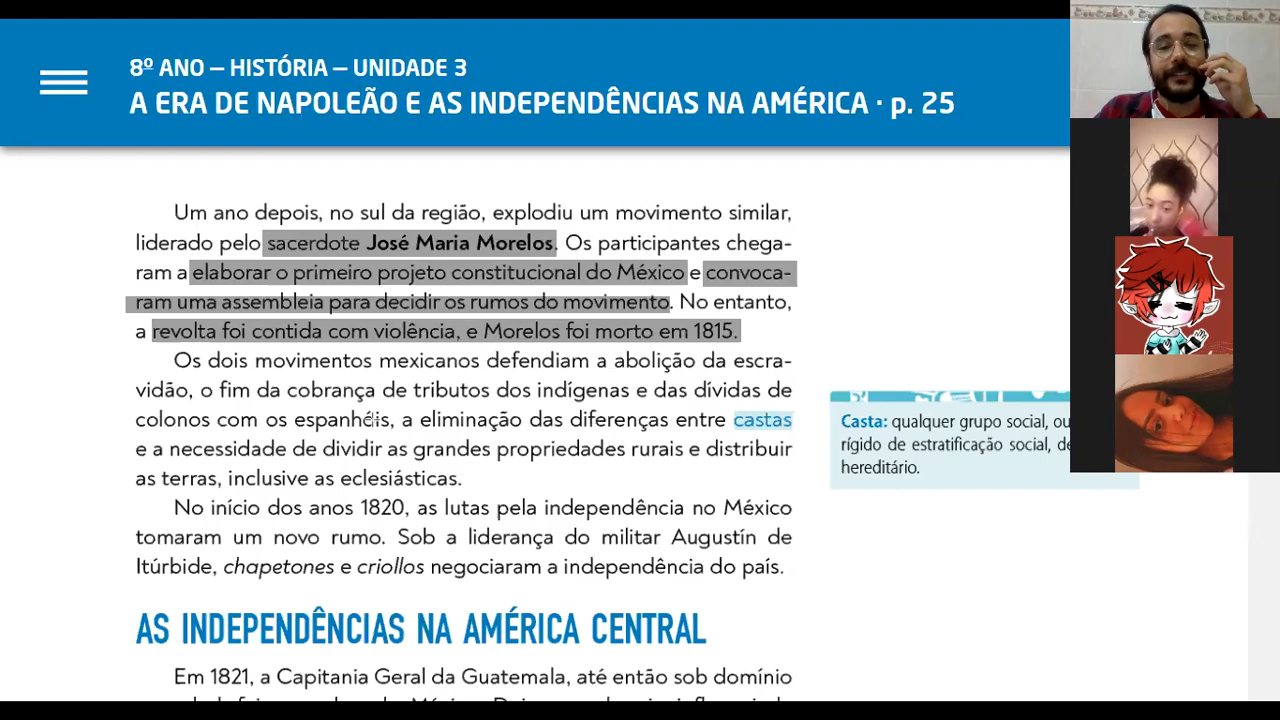 8º ANO – HISTÓRIA – UNIDADE 3
A ERA DE NAPOLEÃO E AS INDEPENDÊNCIAS NA AMÉRICA · p. 25
Um ano depois, no sul da região, explodiu um movimento similar,
liderado pelo sacerdote José Maria Morelos. Os participantes chega-
ram a elaborar o primeiro projeto constitucional do México e convoca-
ram uma assembleia para decidir os rumos do movimento. No entanto,
a revolta foi contida com violência, e Morelos foi morto em 1815.
Os dois movimentos mexicanos defendiam a abolição da escra-
vidão, o fim da cobrança de tributos dos indígenas e das dívidas de
colonos com os espanhéis, a eliminação das diferenças entre castas
e a necessidade de dividir as grandes propriedades rurais e distribuir
as terras, inclusive as eclesiásticas.
No início dos anos 1820, as lutas pela independência no México
tomaram um novo rumo. Sob a liderança do militar Augustín de
Itúrbide, chapetones e criollos negociaram a independência do país.
Casta: qualquer grupo social, ou
rígido de estratificação social, de
hereditário.
AS INDEPENDÊNCIAS NA AMÉRICA CENTRAL
Em 1821, a Capitania Geral da Guatemala, até então sob domínio